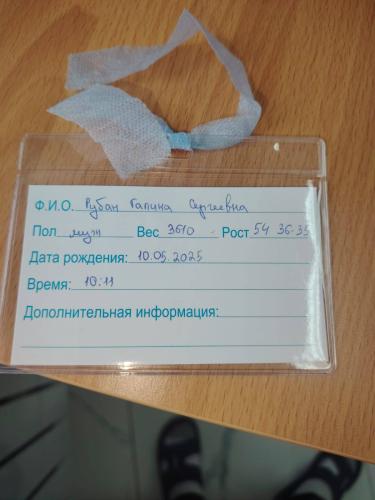 Ф.И.О. Рубан Галина Сергеевна
Пол муж Вес 3610 Рост 54 36-35
Дата рождения: 10.05.2025
Время: 10:11
Дополнительная информация: